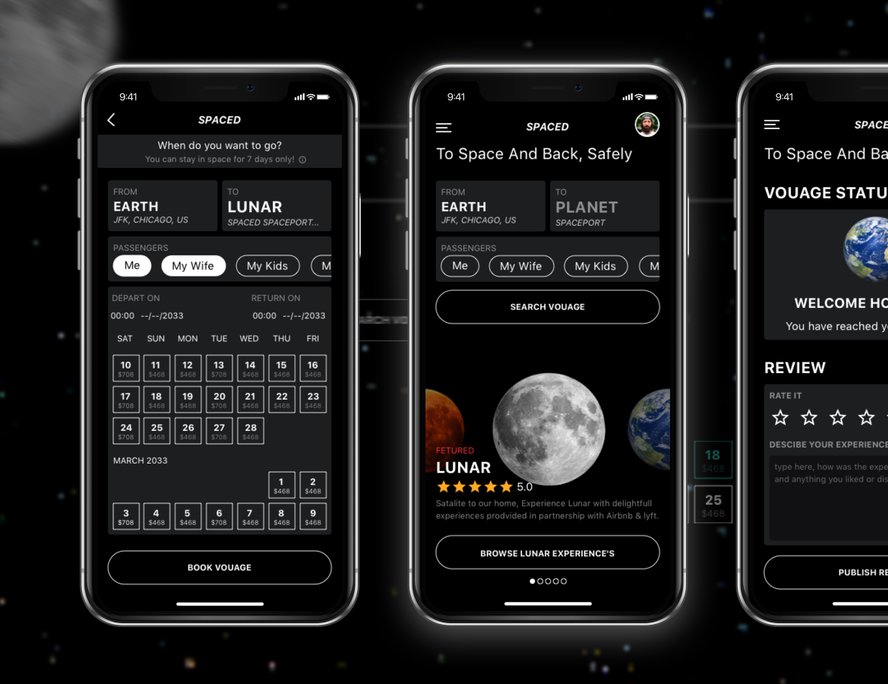 9:41
SPACED
When do you want to go?
You can stay in space for 7 days only!
FROM
EARTH
JFK, CHICAGO, US
TO
LUNAR
SPACED SPACEPORT...
PASSENGERS
Me My Wife My Kids M
DEPART ON RETURN ON
00:00 --/--/2033 00:00 --/--/2033
SAT SUN MON TUE WED THU FRI
10 11 12 13 14 15 16
$708 $468 $468 $708 $468 $468 $468
17 18 19 20 21 22 23
$708 $468 $468 $708 $468 $468 $468
24 25 26 27 28
$708 $468 $468 $708 $468
MARCH 2033
1 2
$468 $468
3 4 5 6 7 8 9
$708 $468 $468 $708 $468 $468 $468
BOOK VOUAGE
9:41
SPACED
To Space And Back, Safely
FROM
EARTH
JFK, CHICAGO, US
TO
PLANET
SPACEPORT
PASSENGERS
Me My Wife My Kids M
SEARCH VOUAGE
FETURED
LUNAR
5.0
Satalite to our home, Experience Lunar with delightfull
experiences prodvided in partnership with Airbnb & lyft.
BROWSE LUNAR EXPERIENCE'S
18
$468
25
$468
9:41
SPACE
To Space And Ba
VOUAGE STATU
WELCOME HO
You have reached y
REVIEW
RATE IT
DESCIBE YOUR EXPERIENCE
type here, how was the expe
and anything you liked or dis
PUBLISH RE